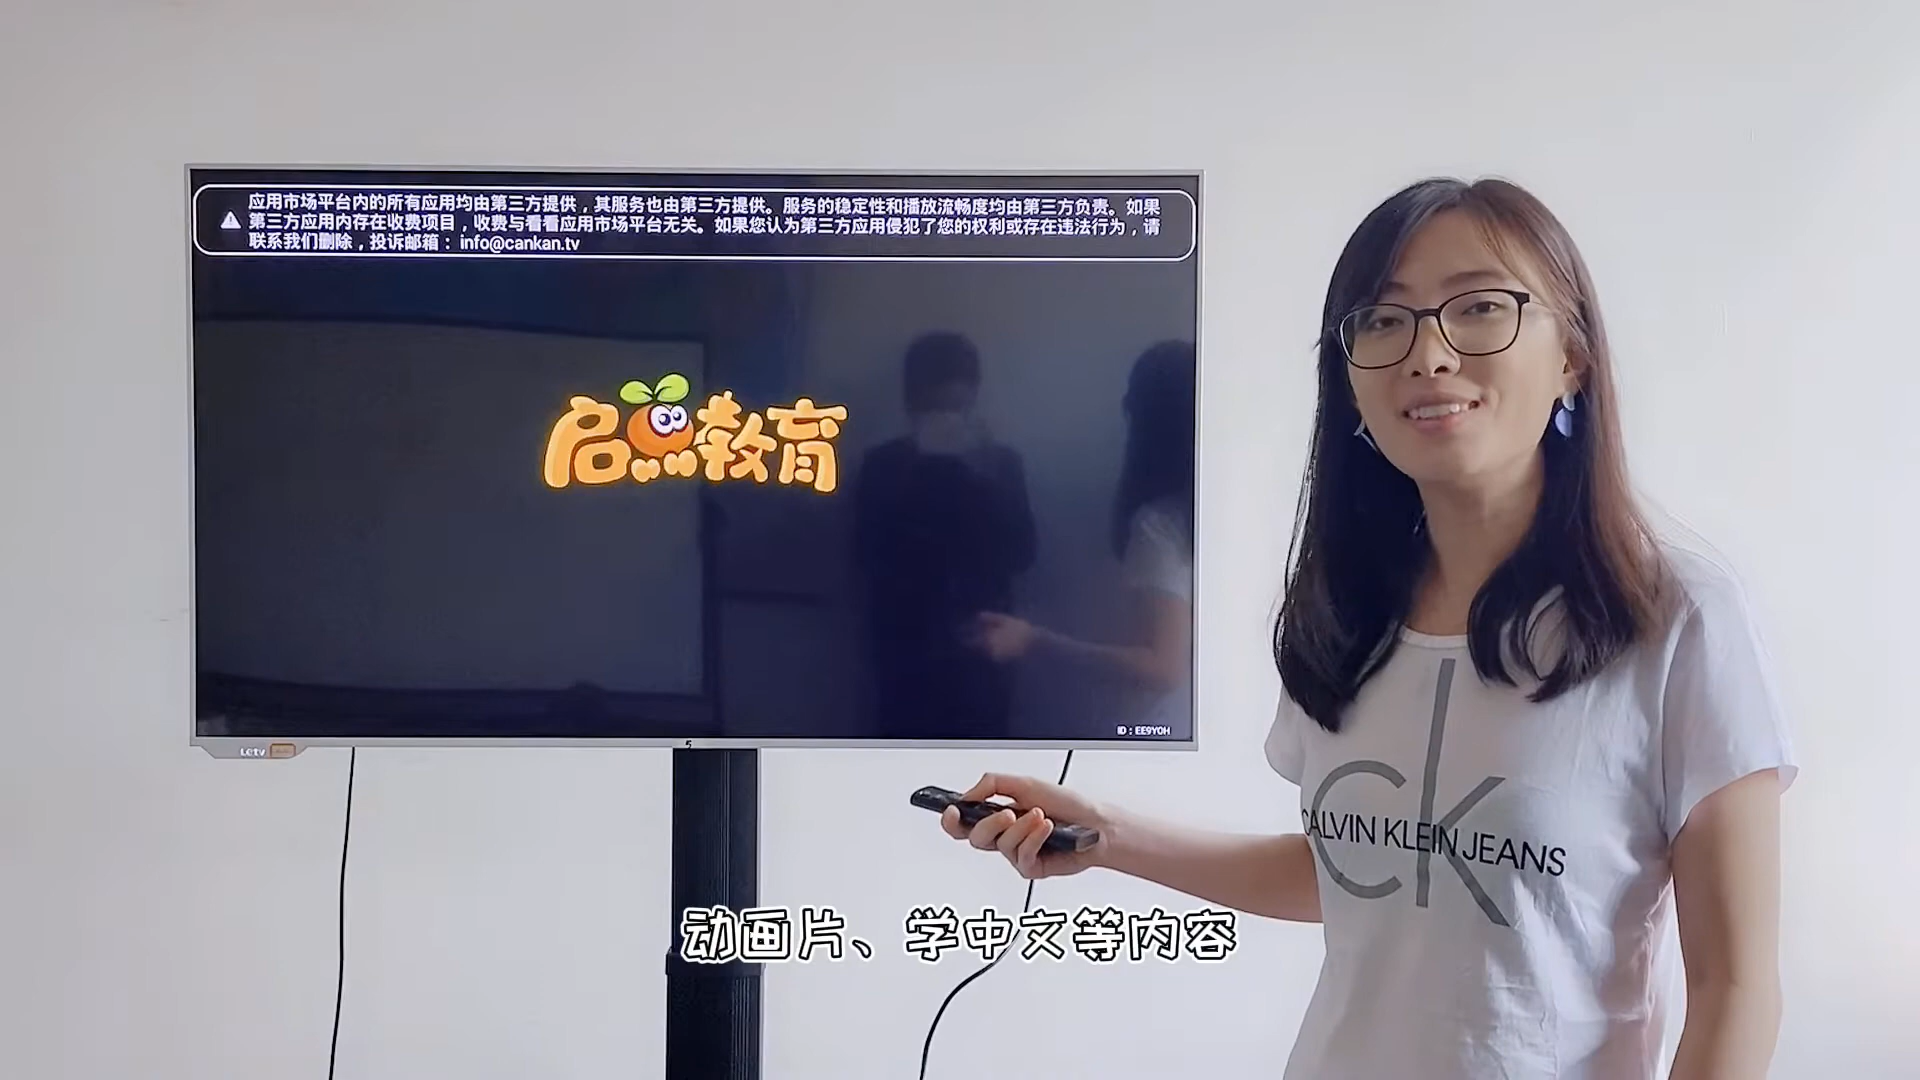 应用市场平台内的所有应用均由第三方提供，其服务也由第三方提供。服务的稳定性和播放流畅度均由第三方负责。如果
第三方应用内存在收费项目，收费与看看应用市场平台无关。如果您认为第三方应用侵犯了您的权利或存在违法行为，请
联系我们删除，投诉邮箱：info@cankan.tv
启点教育
ID：EE9Y0H
Letv
ck
CALVIN KLEIN JEANS
动画片、学中文等内容